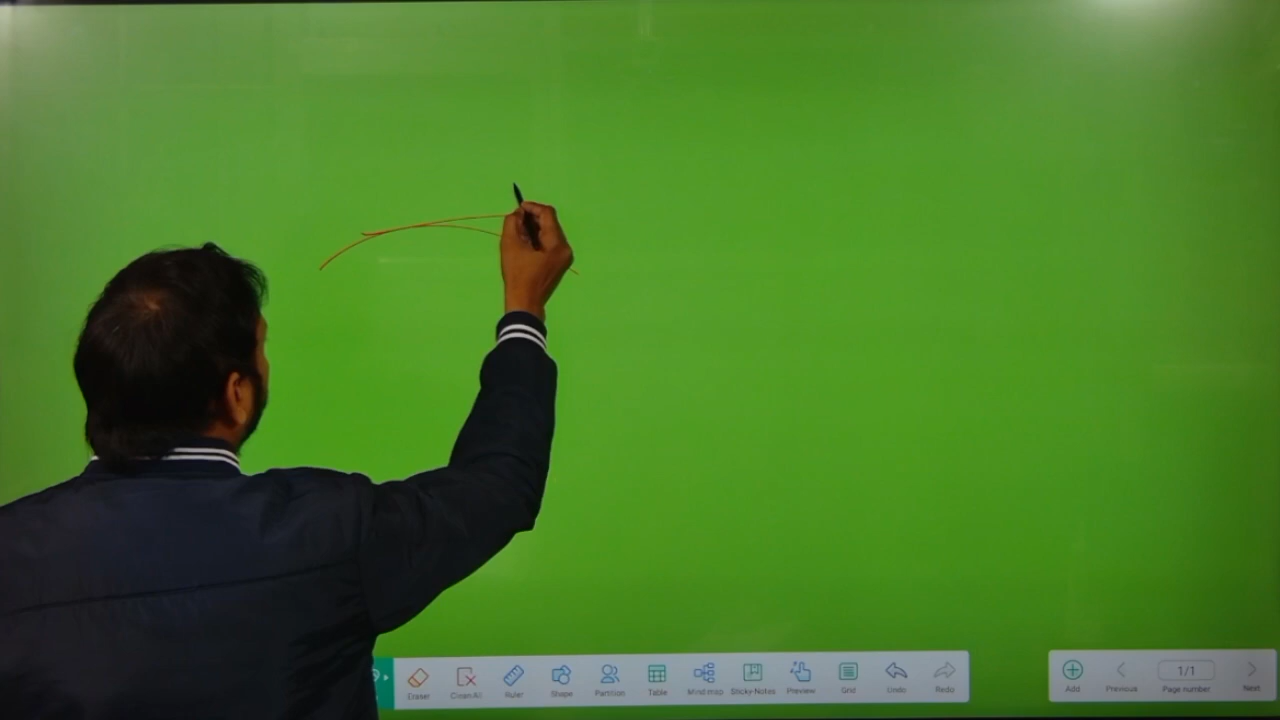 Eraser Clean All Ruler Shape Partition Table Mind map Sticky-Notes Preview Grid Undo Redo
Add Previous 1/1 Page number Next